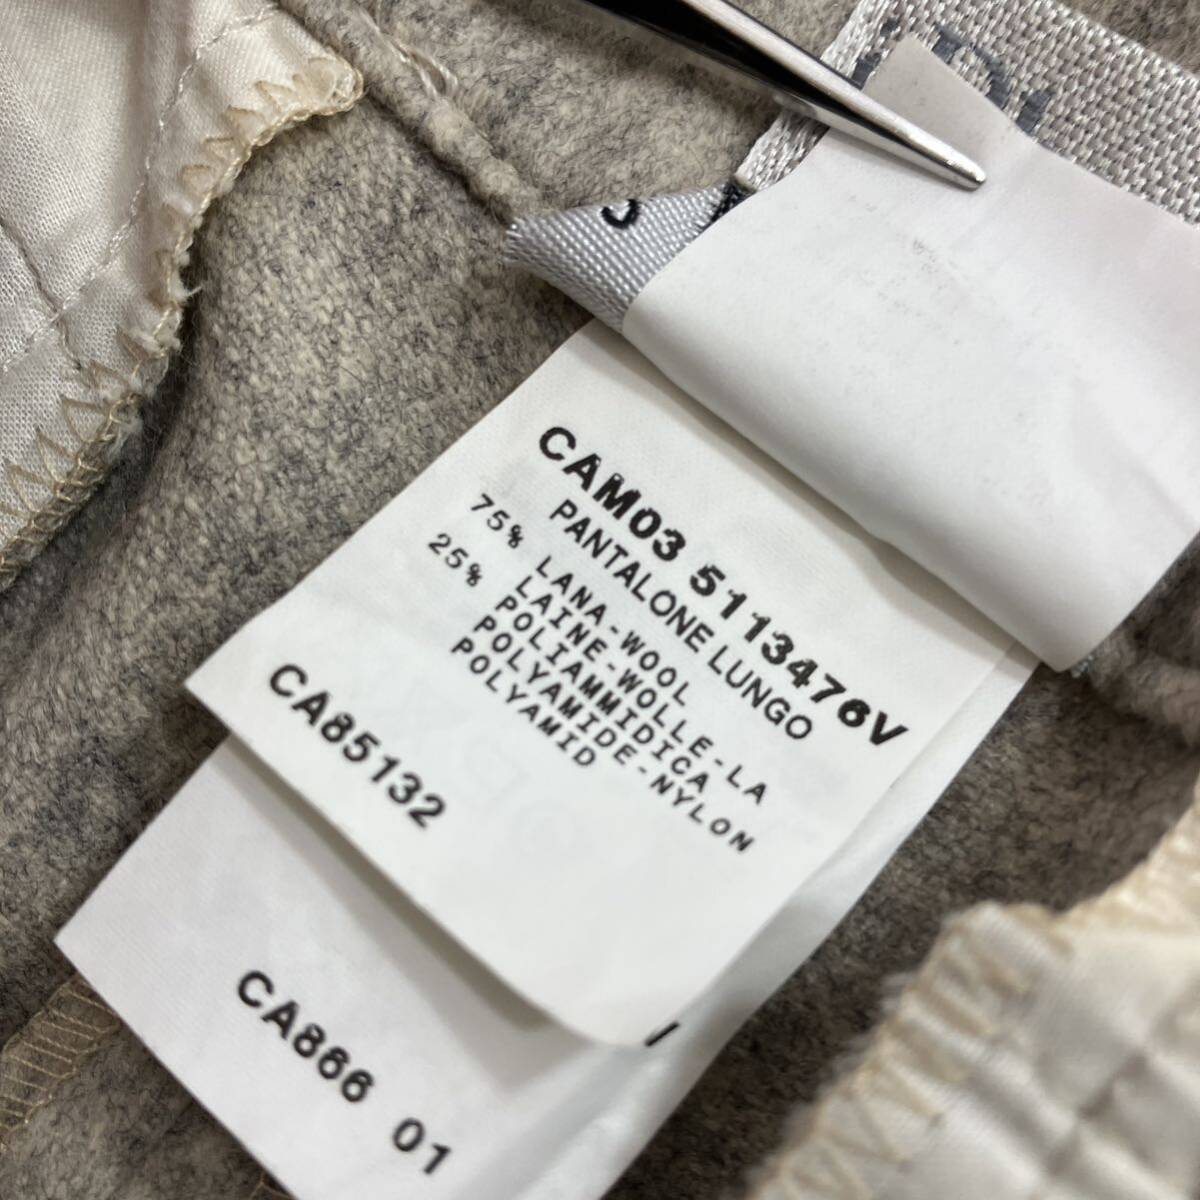 CAM03 5113476V
PANTALONE LUNGO
75% LANA-WOOL
LAINE-WOLLE-LA
25% POLIAMMIDICA
POLYAMIDE-NYLON
POLYAMID
CA85132
CA866 01